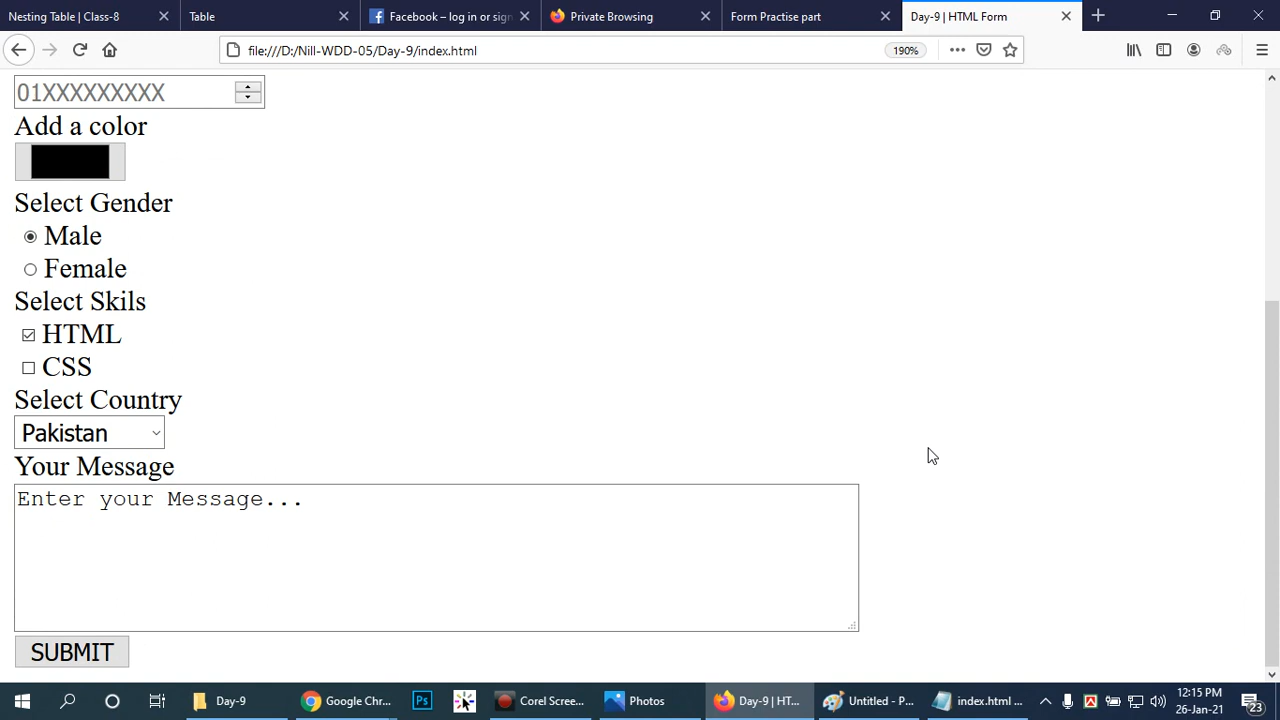 Nesting Table | Class-8
Table
Facebook – log in or sign
Private Browsing
Form Practise part
Day-9 | HTML Form
file:///D:/Nill-WDD-05/Day-9/index.html
190%
01XXXXXXXXX
Add a color
Select Gender
Male
Female
Select Skils
HTML
CSS
Select Country
Pakistan
Your Message
Enter your Message...
SUBMIT
Day-9
Google Chr...
Ps
Corel Scree...
Photos
Day-9 | HT...
Untitled - P...
index.html ...
12:15 PM
26-Jan-21
23